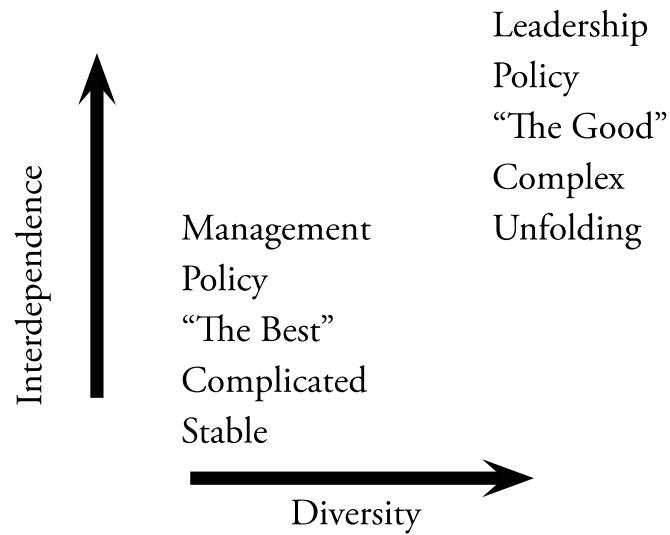 Leadership
Policy
“The Good”
Complex
Unfolding
Interdependence
Management
Policy
“The Best”
Complicated
Stable
Diversity